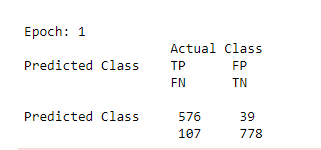 Epoch: 1
Actual Class
Predicted Class TP FP
FN TN
Predicted Class 576 39
107 778